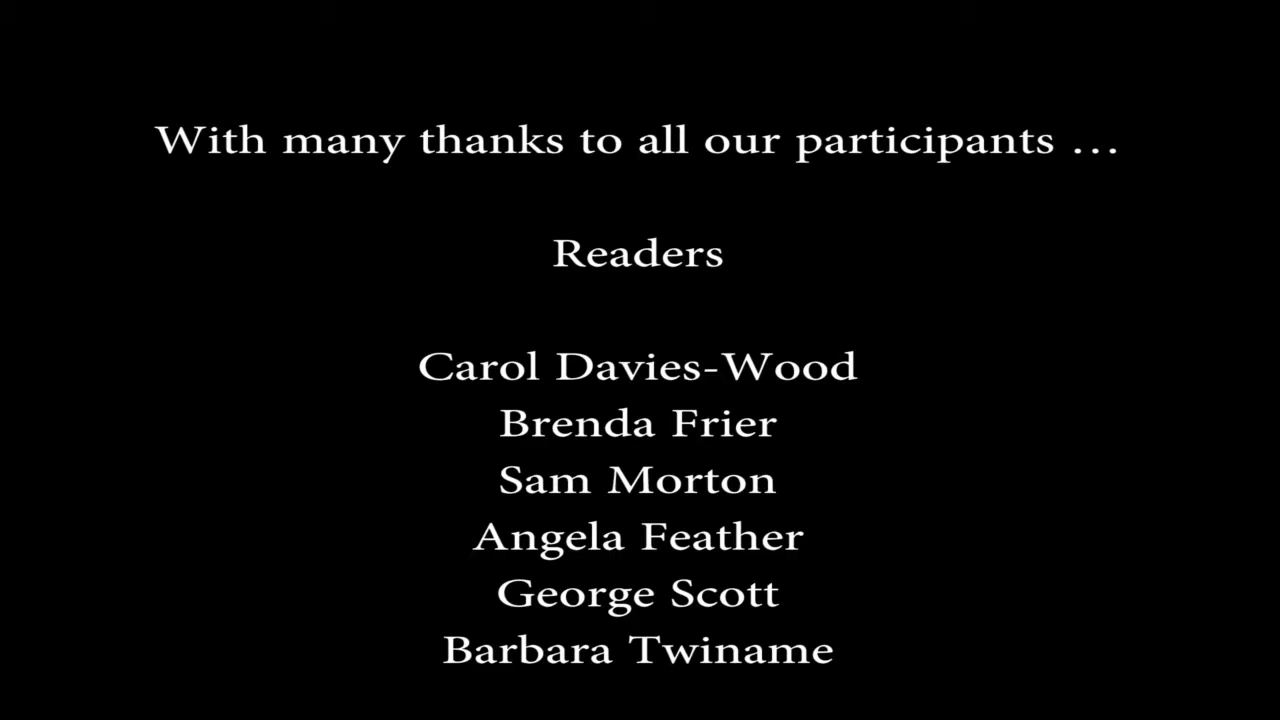 With many thanks to all our participants …
Readers
Carol Davies-Wood
Brenda Frier
Sam Morton
Angela Feather
George Scott
Barbara Twiname